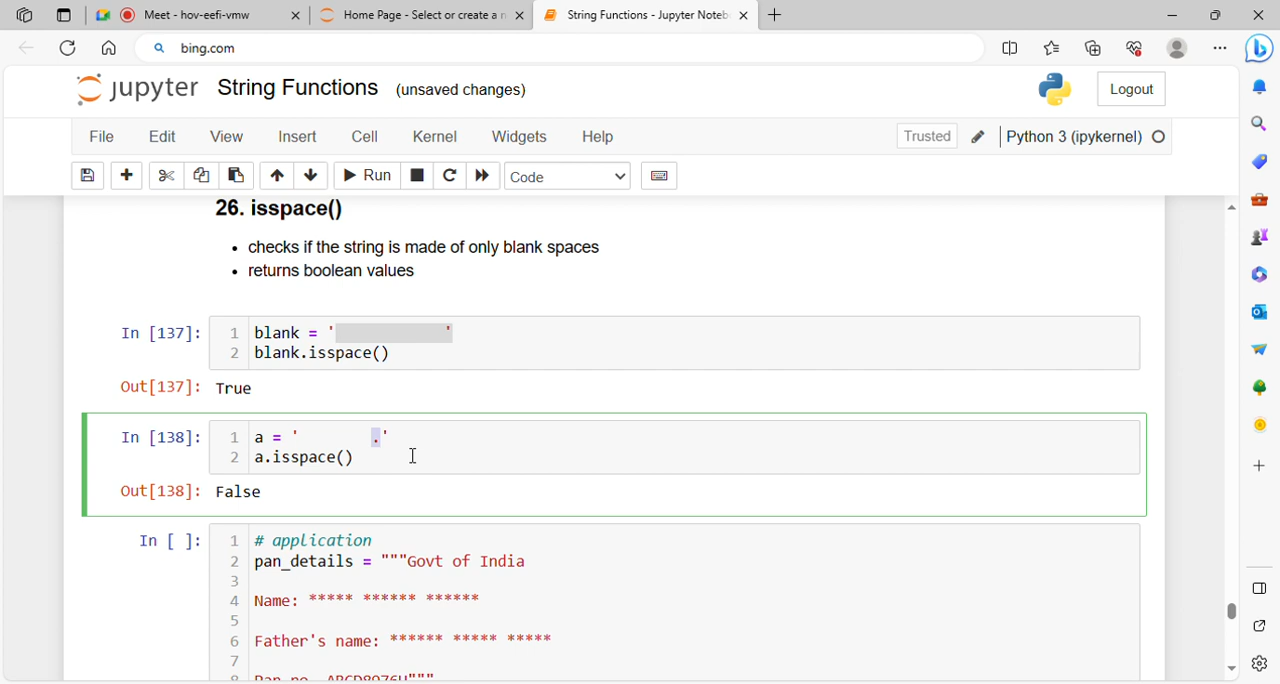 Meet - hov-eefi-vmw
Home Page - Select or create a n
String Functions - Jupyter Noteb
bing.com
jupyter String Functions (unsaved changes)
Logout
File Edit View Insert Cell Kernel Widgets Help
Trusted
Python 3 (ipykernel)
Run
Code
26. isspace()
• checks if the string is made of only blank spaces
• returns boolean values
In [137]: 1 blank = '             '
2 blank.isspace()
Out[137]: True
In [138]: 1 a = '        .'
2 a.isspace()
Out[138]: False
In [ ]: 1 # application
2 pan_details = """Govt of India
3
4 Name: ***** ****** ******
5
6 Father's name: ****** ***** *****
7